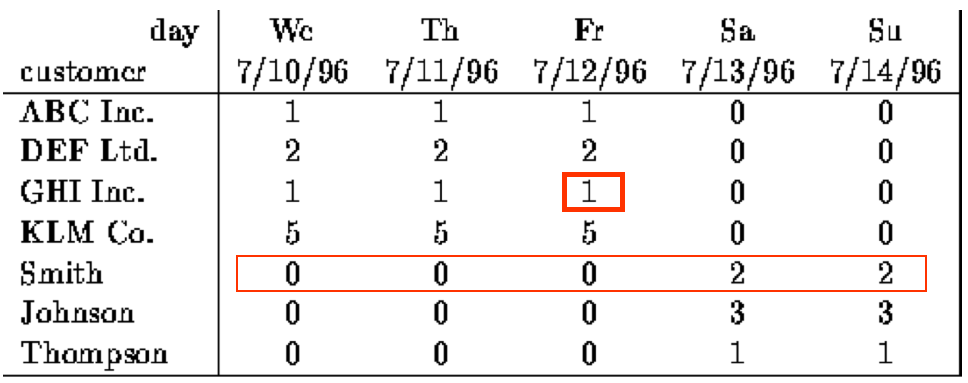 day We Th Fr Sa Su
customer 7/10/96 7/11/96 7/12/96 7/13/96 7/14/96
ABC Inc. 1 1 1 0 0
DEF Ltd. 2 2 2 0 0
GHI Inc. 1 1 1 0 0
KLM Co. 5 5 5 0 0
Smith 0 0 0 2 2
Johnson 0 0 0 3 3
Thompson 0 0 0 1 1